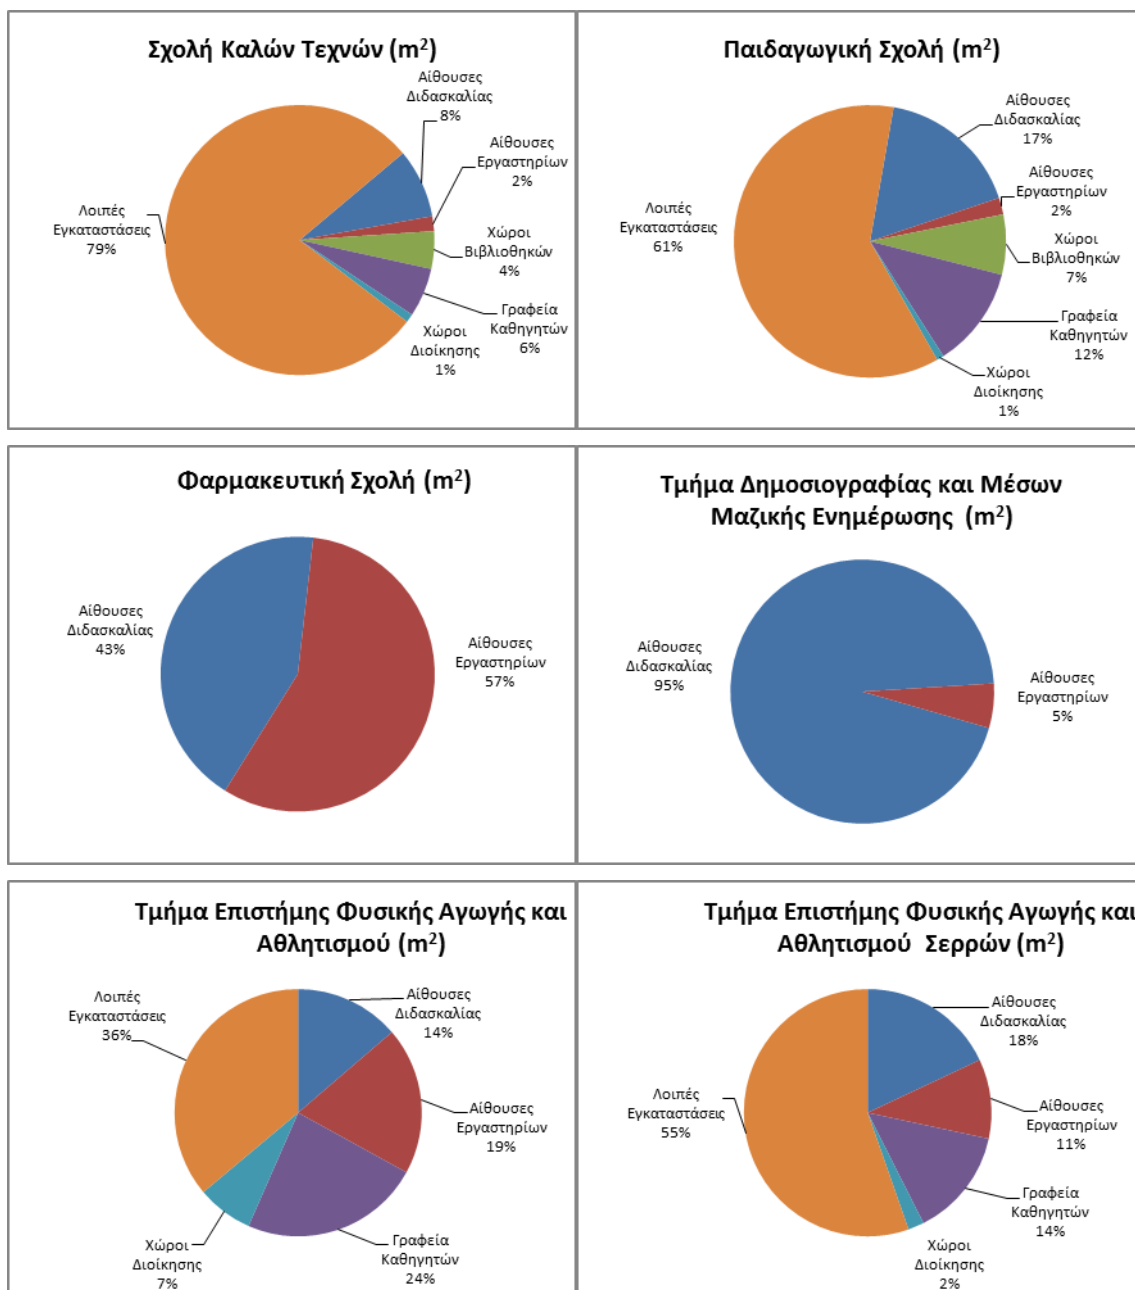 Σχολή Καλών Τεχνών (m²)
Αίθουσες
Διδασκαλίας
8%
Αίθουσες
Εργαστηρίων
2%
Χώροι
Βιβλιοθηκών
4%
Γραφεία
Καθηγητών
6%
Χώροι
Διοίκησης
1%
Λοιπές
Εγκαταστάσεις
79%
Παιδαγωγική Σχολή (m²)
Αίθουσες
Διδασκαλίας
17%
Αίθουσες
Εργαστηρίων
2%
Χώροι
Βιβλιοθηκών
7%
Γραφεία
Καθηγητών
12%
Χώροι
Διοίκησης
1%
Λοιπές
Εγκαταστάσεις
61%
Φαρμακευτική Σχολή (m²)
Αίθουσες
Διδασκαλίας
43%
Αίθουσες
Εργαστηρίων
57%
Τμήμα Δημοσιογραφίας και Μέσων
Μαζικής Ενημέρωσης (m²)
Αίθουσες
Διδασκαλίας
95%
Αίθουσες
Εργαστηρίων
5%
Τμήμα Επιστήμης Φυσικής Αγωγής και
Αθλητισμού (m²)
Αίθουσες
Διδασκαλίας
14%
Αίθουσες
Εργαστηρίων
19%
Γραφεία
Καθηγητών
24%
Χώροι
Διοίκησης
7%
Λοιπές
Εγκαταστάσεις
36%
Τμήμα Επιστήμης Φυσικής Αγωγής και
Αθλητισμού Σερρών (m²)
Αίθουσες
Διδασκαλίας
18%
Αίθουσες
Εργαστηρίων
11%
Γραφεία
Καθηγητών
14%
Χώροι
Διοίκησης
2%
Λοιπές
Εγκαταστάσεις
55%